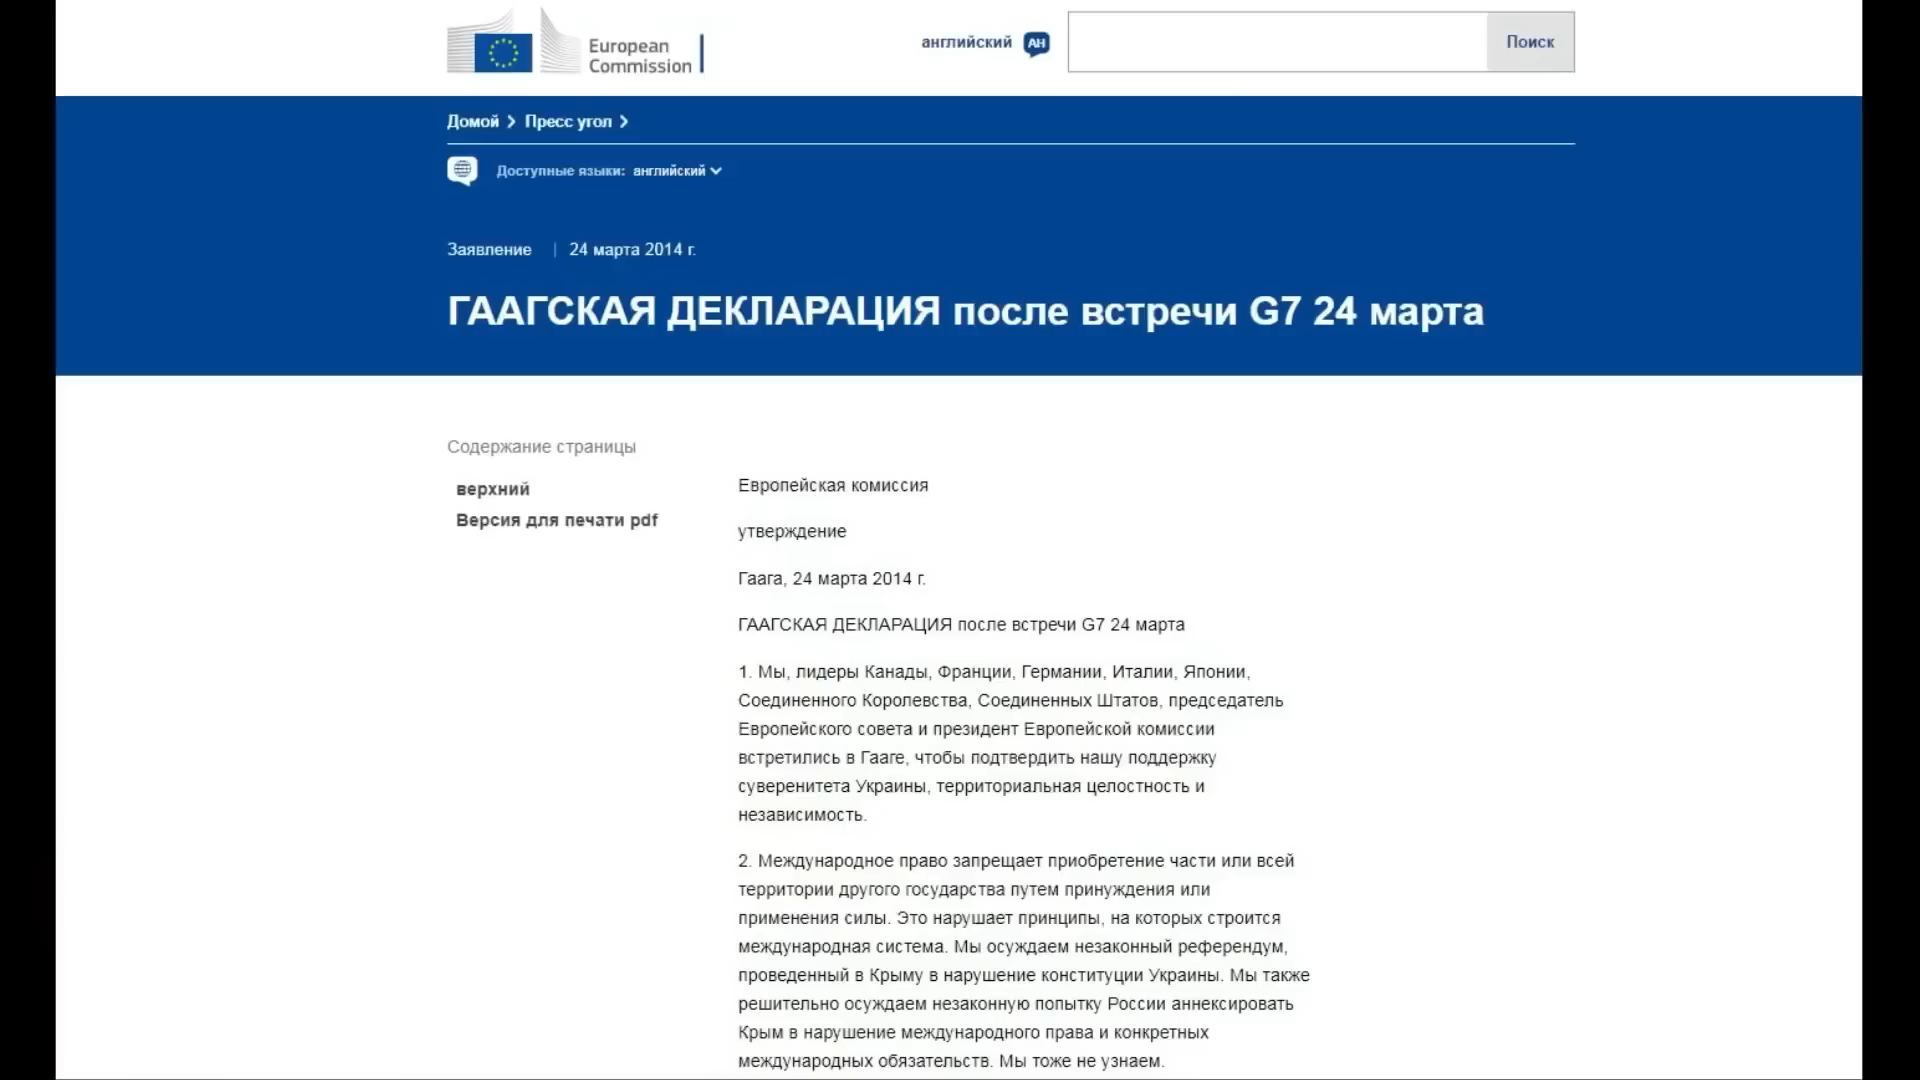 European
Commission
английский АН
Поиск
Домой > Пресс угол >
Доступные языки: английский
Заявление | 24 марта 2014 г.
ГААГСКАЯ ДЕКЛАРАЦИЯ после встречи G7 24 марта
Содержание страницы
верхний
Версия для печати pdf
Европейская комиссия
утверждение
Гаага, 24 марта 2014 г.
ГААГСКАЯ ДЕКЛАРАЦИЯ после встречи G7 24 марта
1. Мы, лидеры Канады, Франции, Германии, Италии, Японии,
Соединенного Королевства, Соединенных Штатов, председатель
Европейского совета и президент Европейской комиссии
встретились в Гааге, чтобы подтвердить нашу поддержку
суверенитета Украины, территориальная целостность и
независимость.
2. Международное право запрещает приобретение части или всей
территории другого государства путем принуждения или
применения силы. Это нарушает принципы, на которых строится
международная система. Мы осуждаем незаконный референдум,
проведенный в Крыму в нарушение конституции Украины. Мы также
решительно осуждаем незаконную попытку России аннексировать
Крым в нарушение международного права и конкретных
международных обязательств. Мы тоже не узнаем.